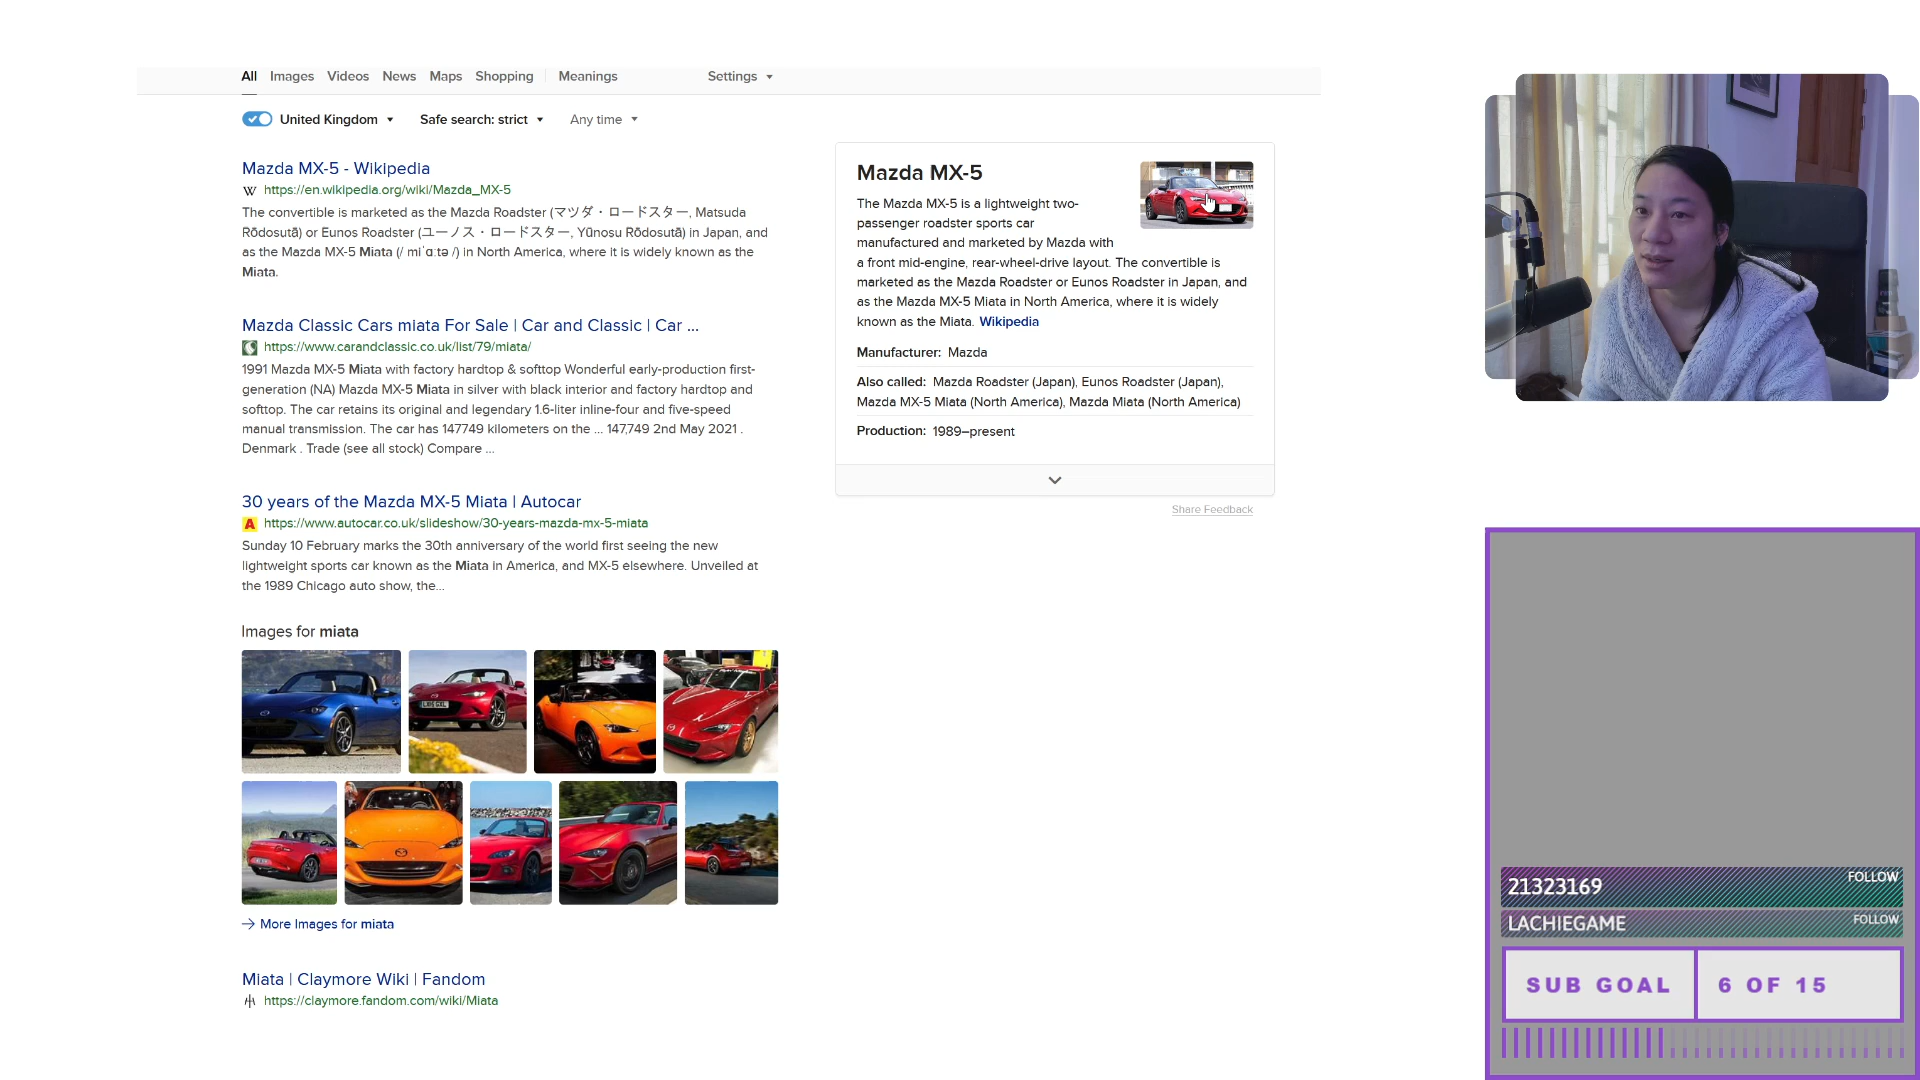 All Images Videos News Maps Shopping Meanings Settings
United Kingdom Safe search: strict Any time
Mazda MX-5 - Wikipedia
https://en.wikipedia.org/wiki/Mazda_MX-5
The convertible is marketed as the Mazda Roadster (マツダ・ロードスター, Matsuda
Rōdosutā) or Eunos Roadster (ユーノス・ロードスター, Yūnosu Rōdosutā) in Japan, and
as the Mazda MX-5 Miata (/ miˈɑːtə /) in North America, where it is widely known as the
Miata.
Mazda Classic Cars miata For Sale | Car and Classic | Car ...
https://www.carandclassic.co.uk/list/79/miata/
1991 Mazda MX-5 Miata with factory hardtop & softtop Wonderful early-production first-
generation (NA) Mazda MX-5 Miata in silver with black interior and factory hardtop and
softtop. The car retains its original and legendary 1.6-liter inline-four and five-speed
manual transmission. The car has 147749 kilometers on the ... 147,749 2nd May 2021 .
Denmark . Trade (see all stock) Compare ...
30 years of the Mazda MX-5 Miata | Autocar
A https://www.autocar.co.uk/slideshow/30-years-mazda-mx-5-miata
Sunday 10 February marks the 30th anniversary of the world first seeing the new
lightweight sports car known as the Miata in America, and MX-5 elsewhere. Unveiled at
the 1989 Chicago auto show, the...
Images for miata
More Images for miata
Miata | Claymore Wiki | Fandom
https://claymore.fandom.com/wiki/Miata
Mazda MX-5
The Mazda MX-5 is a lightweight two-
passenger roadster sports car
manufactured and marketed by Mazda with
a front mid-engine, rear-wheel-drive layout. The convertible is
marketed as the Mazda Roadster or Eunos Roadster in Japan, and
as the Mazda MX-5 Miata in North America, where it is widely
known as the Miata. Wikipedia
Manufacturer: Mazda
Also called: Mazda Roadster (Japan), Eunos Roadster (Japan),
Mazda MX-5 Miata (North America), Mazda Miata (North America)
Production: 1989–present
Share Feedback
21323169 FOLLOW
LACHIEGAME FOLLOW
SUB GOAL 6 OF 15